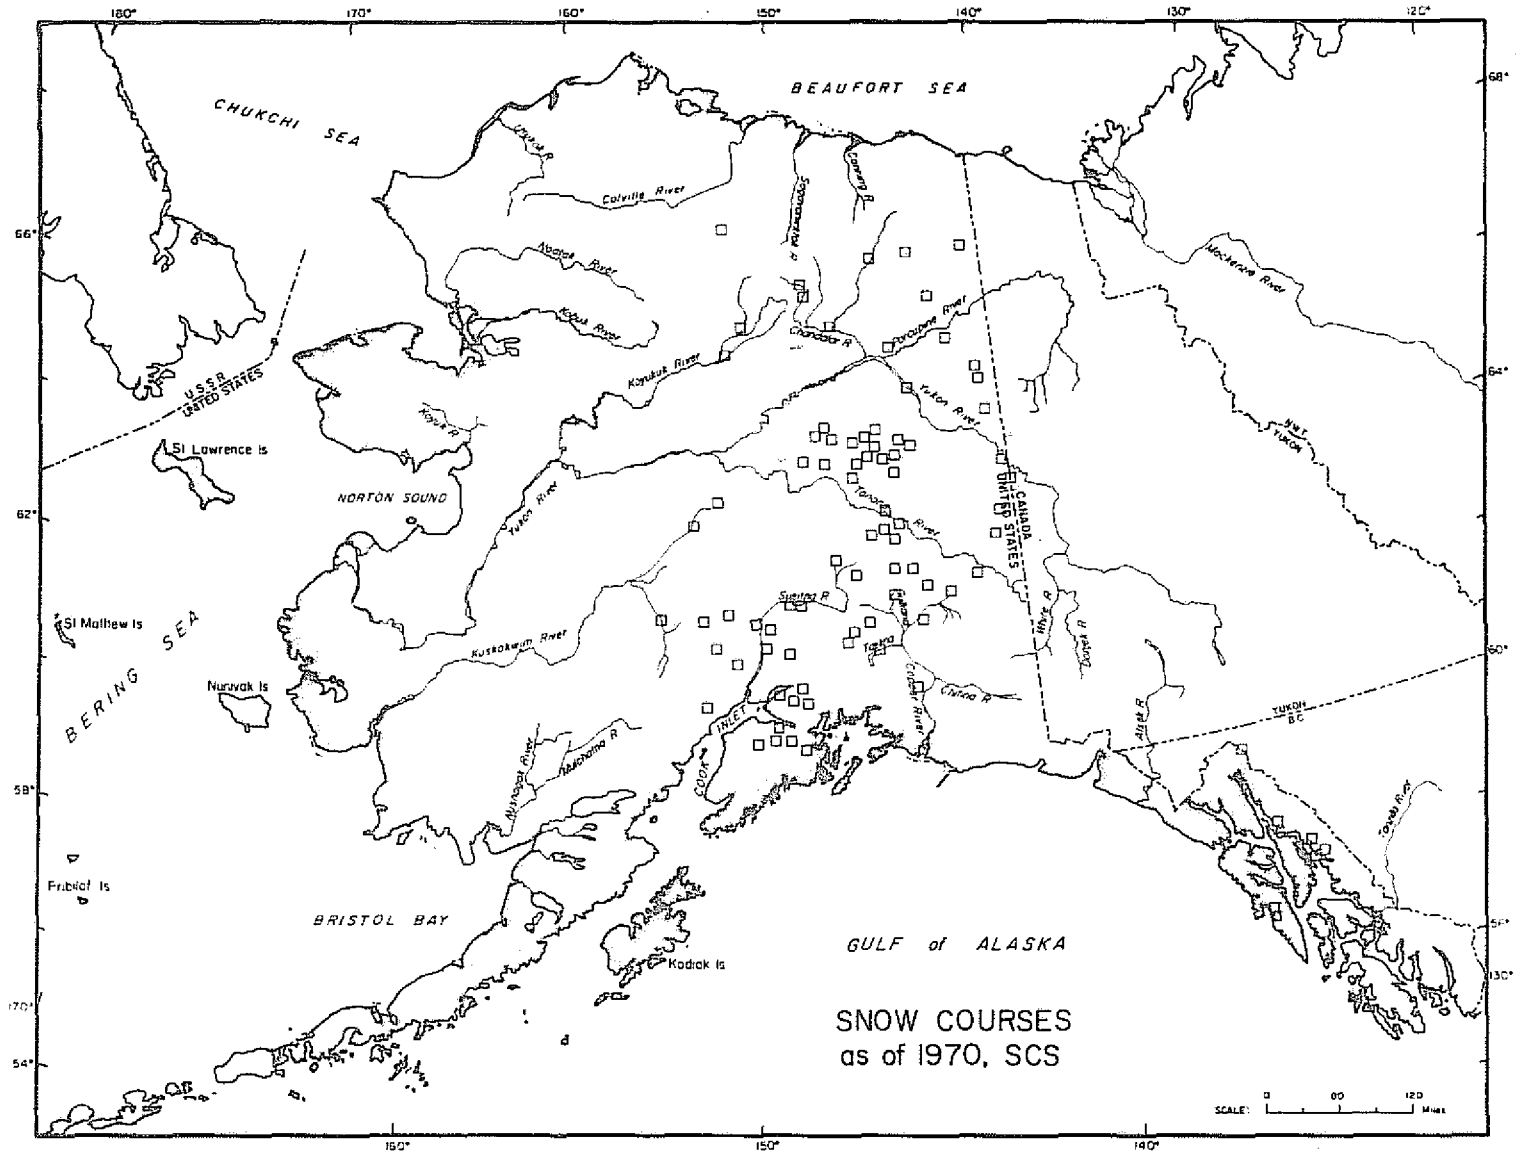 180° 170° 160° 150° 140° 130° 120°
BEAUFORT SEA
68°
CHUKCHI SEA
Colville River
Canning R
66°
Noatak River
Mackenzie River
Kobuk River
Porcupine River
Chandalar R
Koyukuk River
64°
U.S.S.R
UNITED STATES
Yukon River
Koyuk R
NWT
YUKON
St Lawrence Is
NORTON SOUND
Yukon River
Tanana River
CANADA
UNITED STATES
62°
Susitna R
White R
St Mathew Is
Kuskokwim River
60°
BERING SEA
Nunivak Is
Chitina R
Copper River
YUKON
B C
Alsek R
COOK INLET
Nushagak River
Mulchatna R
58°
Pribilof Is
BRISTOL BAY
GULF of ALASKA
56°
Kodiak Is
130°
170°
SNOW COURSES
as of 1970, SCS
54°
SCALE: 0 60 120 Miles
160° 150° 140°